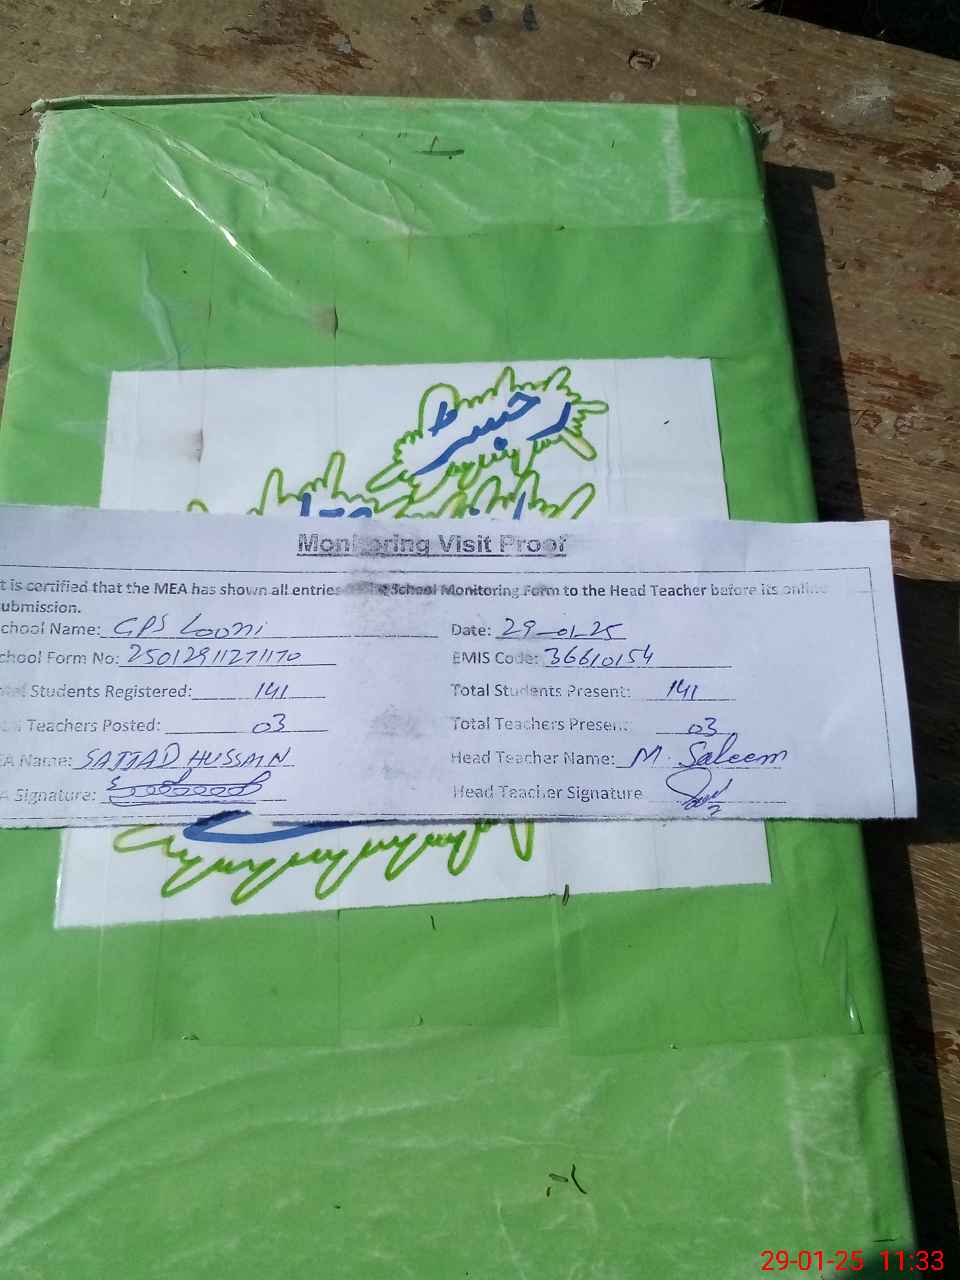 رجسٹر
Monitoring Visit Proof
t is certified that the MEA has shown all entries School Monitoring Form to the Head Teacher before its online
ubmission.
chool Name: GPS Looni Date: 29-01-25
chool Form No: 25012911271170 EMIS Code: 36610154
Students Registered: 141 Total Students Present: 141
Teachers Posted: 03 Total Teachers Present: 03
EA Name: SAJJAD HUSSAIN Head Teacher Name: M. Saleem
A Signature: Head Teacher Signature
29-01-25 11:33